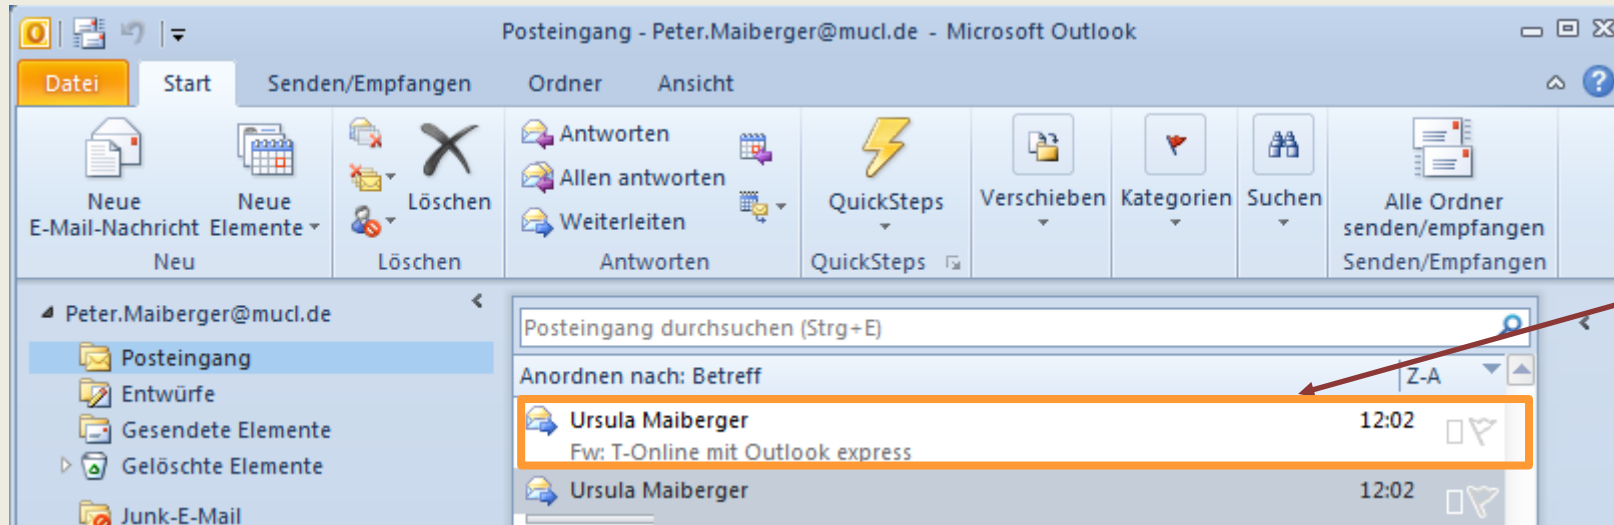 Posteingang - Peter.Maiberger@mucl.de - Microsoft Outlook
Datei Start Senden/Empfangen Ordner Ansicht
Neue E-Mail-Nachricht
Neue Elemente
Neu
Löschen
Löschen
Antworten
Allen antworten
Weiterleiten
Antworten
QuickSteps
QuickSteps
Verschieben
Kategorien
Suchen
Alle Ordner
senden/empfangen
Senden/Empfangen
Peter.Maiberger@mucl.de
Posteingang
Entwürfe
Gesendete Elemente
Gelöschte Elemente
Junk-E-Mail
Posteingang durchsuchen (Strg+E)
Anordnen nach: Betreff Z-A
Ursula Maiberger 12:02
Fw: T-Online mit Outlook express
Ursula Maiberger 12:02